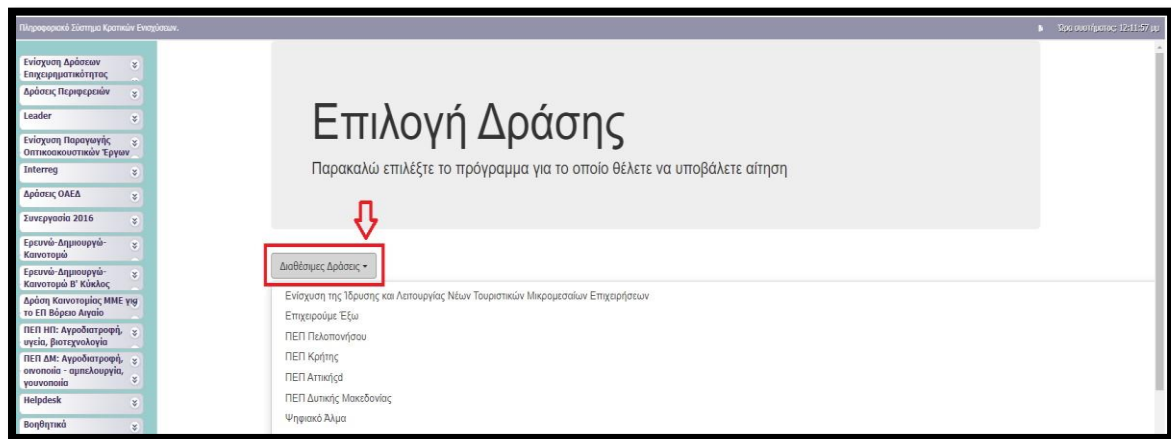 Πληροφοριακό Σύστημα Κρατικών Ενισχύσεων.
Ώρα συστήματος: 12:11:57 μμ
Ενίσχυση Δράσεων
Επιχειρηματικότητας
Δράσεις Περιφερειών
Leader
Ενίσχυση Παραγωγής
Οπτικοακουστικών Έργων
Interreg
Δράσεις ΟΑΕΔ
Συνεργασία 2016
Ερευνώ-Δημιουργώ-
Καινοτομώ
Ερευνώ-Δημιουργώ-
Καινοτομώ Β' Κύκλος
Δράση Καινοτομίας ΜΜΕ για
το ΕΠ Βόρειο Αιγαίο
ΠΕΠ ΗΠ: Αγροδιατροφή,
υγεία, βιοτεχνολογία
ΠΕΠ ΔΜ: Αγροδιατροφή,
οινοποιία - αμπελουργία,
γουνοποιία
Helpdesk
Βοηθητικά
Επιλογή Δράσης
Παρακαλώ επιλέξτε το πρόγραμμα για το οποίο θέλετε να υποβάλετε αίτηση
Διαθέσιμες Δράσεις
Ενίσχυση της Ίδρυσης και Λειτουργίας Νέων Τουριστικών Μικρομεσαίων Επιχειρήσεων
Επιχειρούμε Έξω
ΠΕΠ Πελοποννήσου
ΠΕΠ Κρήτης
ΠΕΠ Αττικήςd
ΠΕΠ Δυτικής Μακεδονίας
Ψηφιακό Άλμα